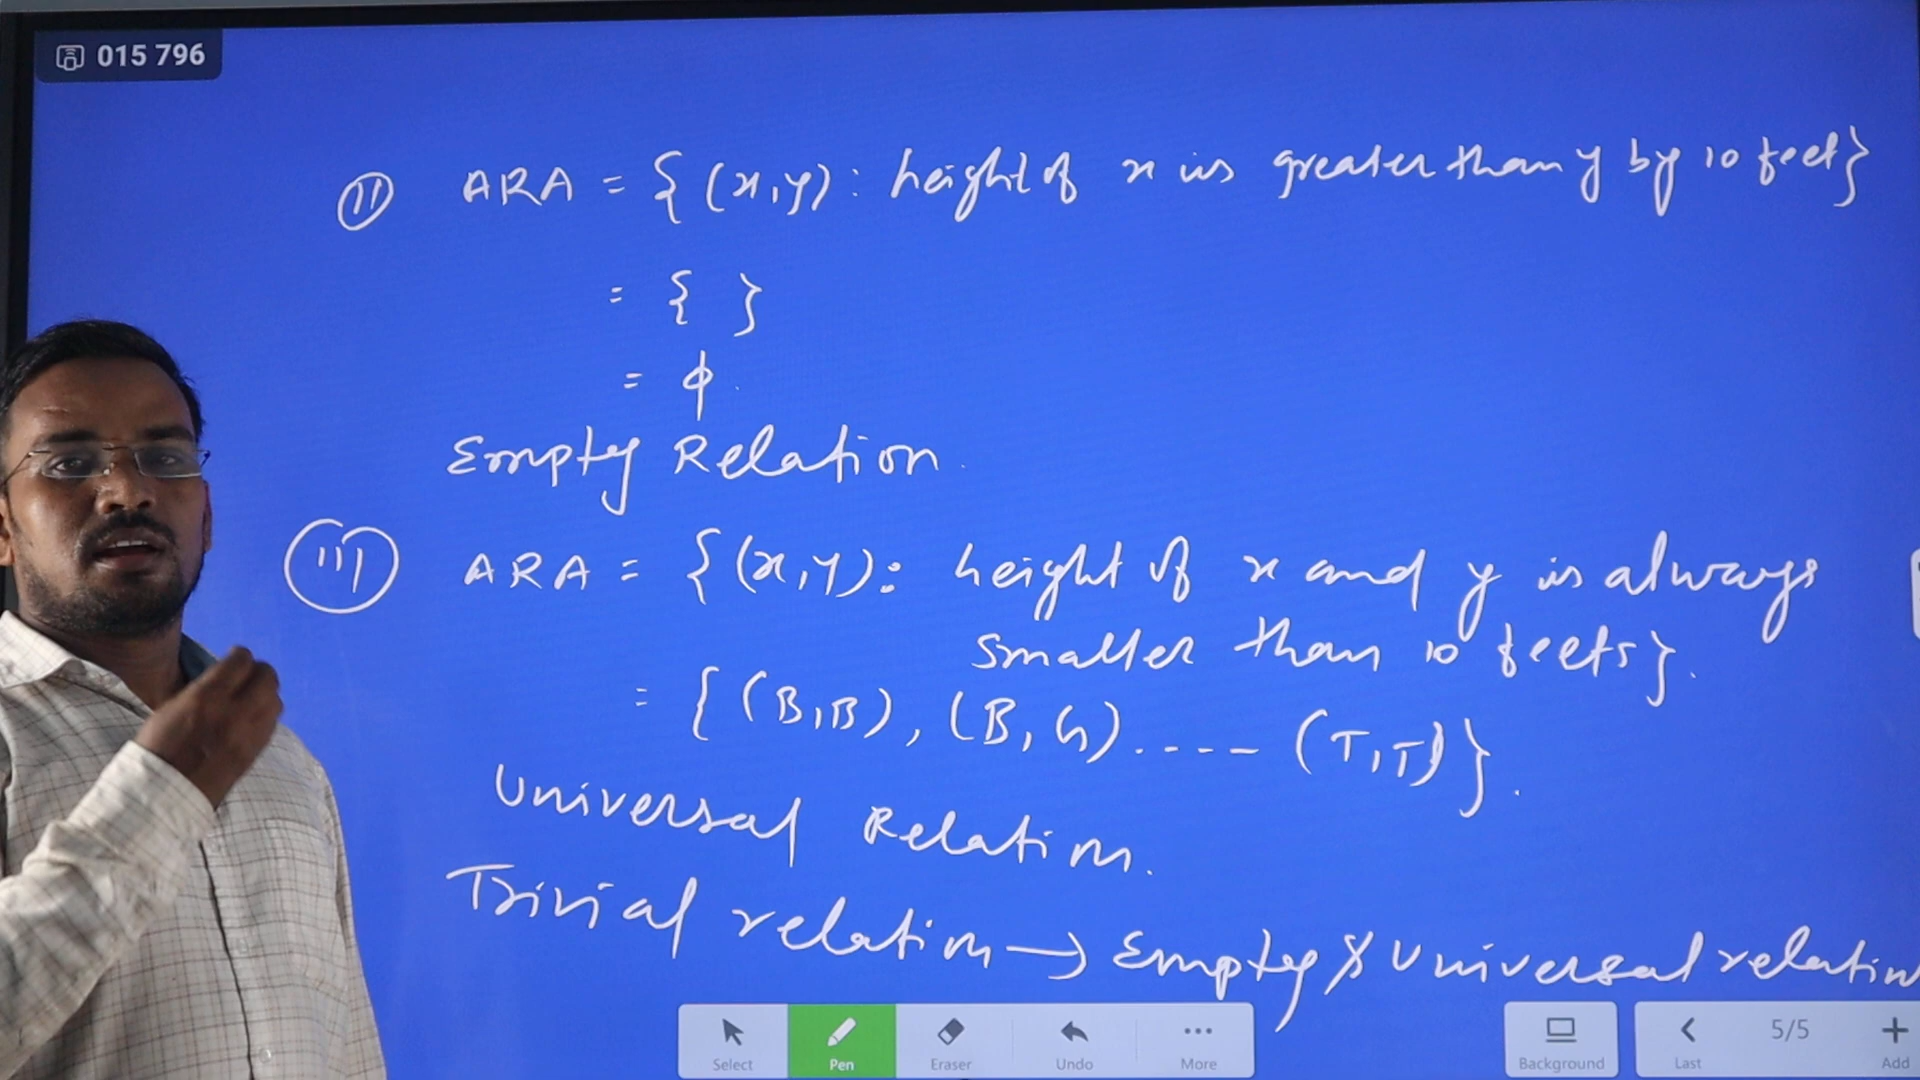 015 796
(ii) ARA = {(x,y): height of x is greater than y by 10 feet}
= { }
= ϕ.
Empty Relation.
(iii) ARA = {(x,y): height of x and y is always
smaller than 10 feets}.
= {(B,B), (B,G).---- (T,T)}.
Universal Relation.
Trivial relation → Empty & Universal relation
Select Pen Eraser Undo More Background Last 5/5 Add